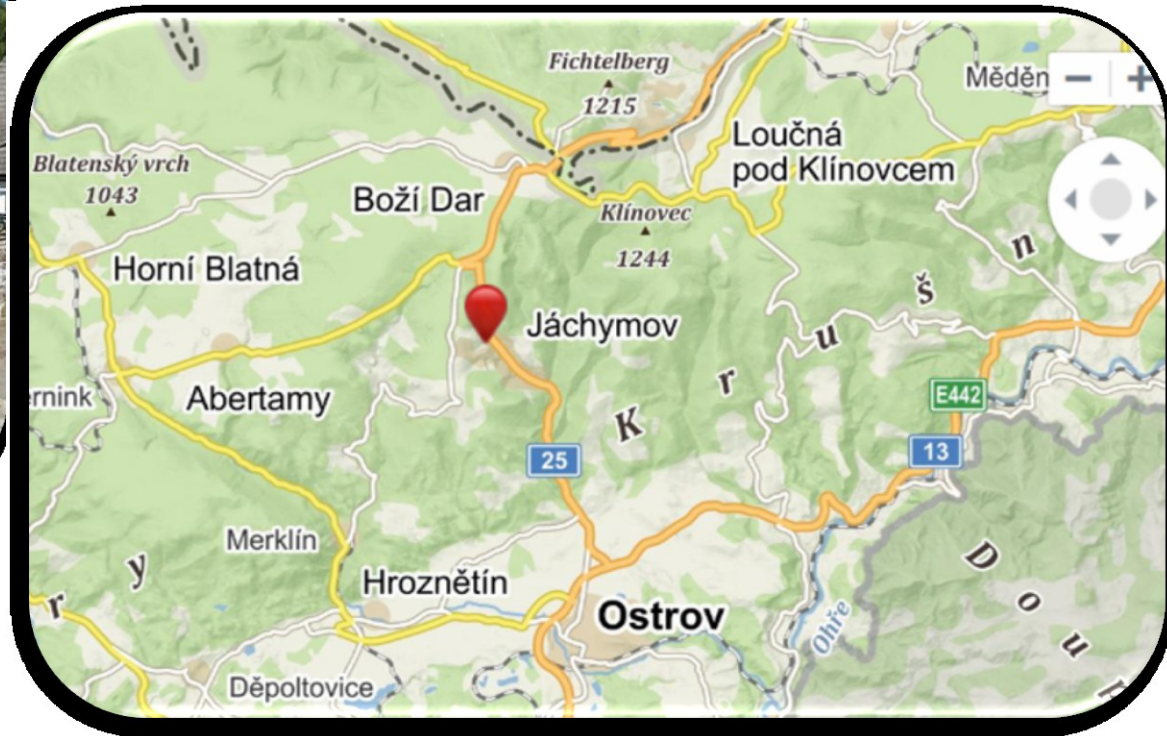 Fichtelberg
1215
Měděn
Loučná
pod Klínovcem
Blatenský vrch
1043
Boží Dar
Klínovec
1244
Horní Blatná
n
š
u
Jáchymov
r
K
ernink
Abertamy
E442
13
25
Merklín
y
r
Hroznětín
Ostrov
D
o
u
Ohře
Děpoltovice